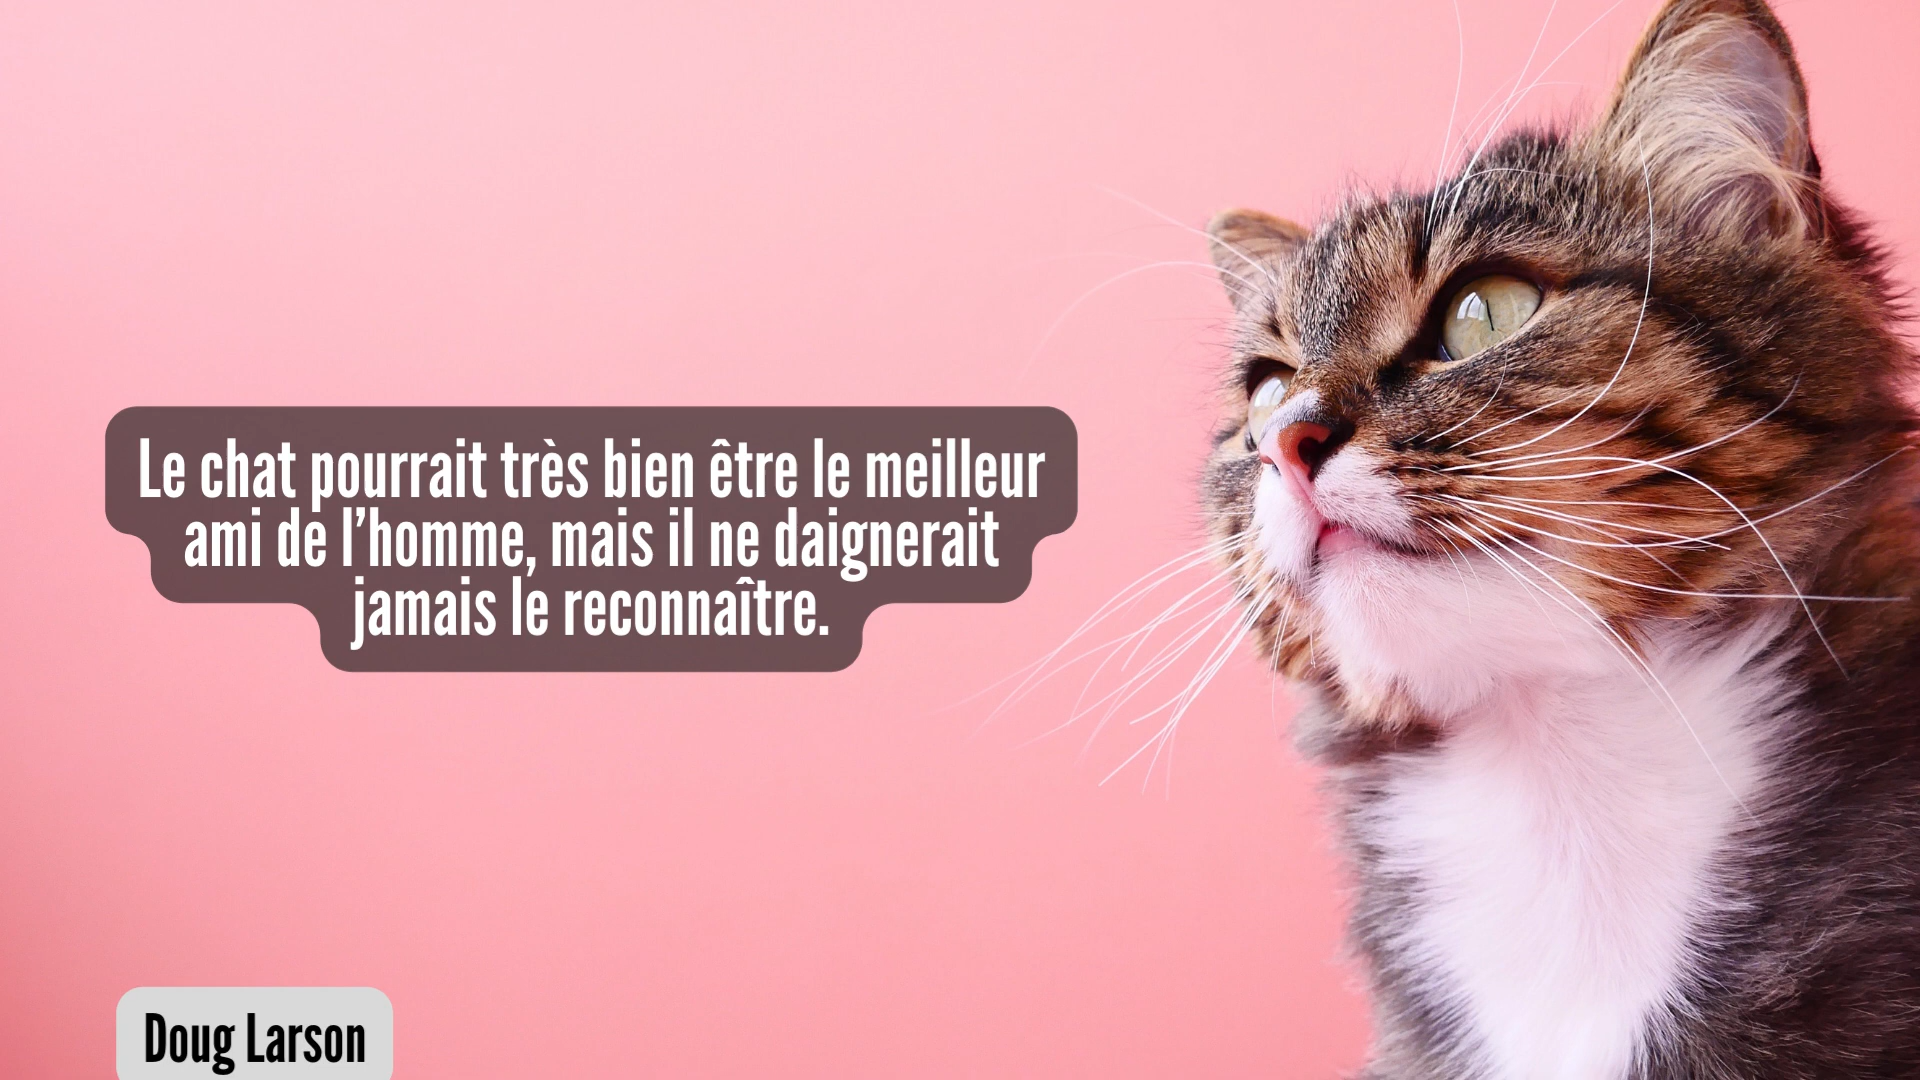 Le chat pourrait très bien être le meilleur
ami de l’homme, mais il ne daignerait
jamais le reconnaître.
Doug Larson